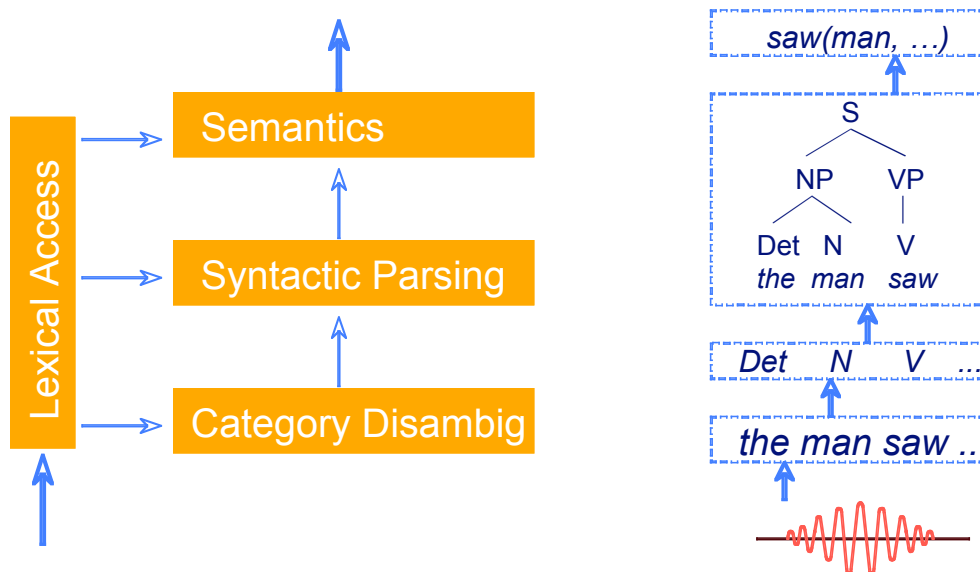 Lexical Access
Semantics
Syntactic Parsing
Category Disambig
saw(man, …)
S
NP VP
Det N V
the man saw
Det N V ...
the man saw ..